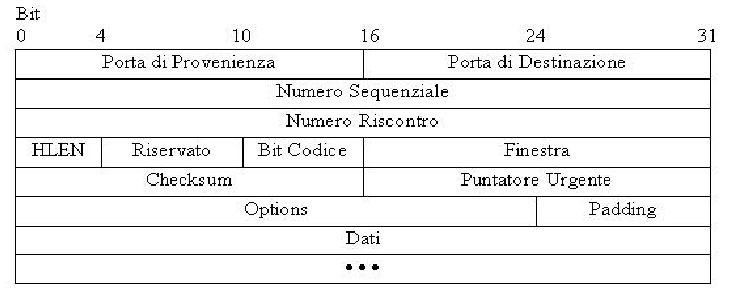 Bit
0 4 10 16 24 31
Porta di Provenienza Porta di Destinazione
Numero Sequenziale
Numero Riscontro
HLEN Riservato Bit Codice Finestra
Checksum Puntatore Urgente
Options Padding
Dati
•••